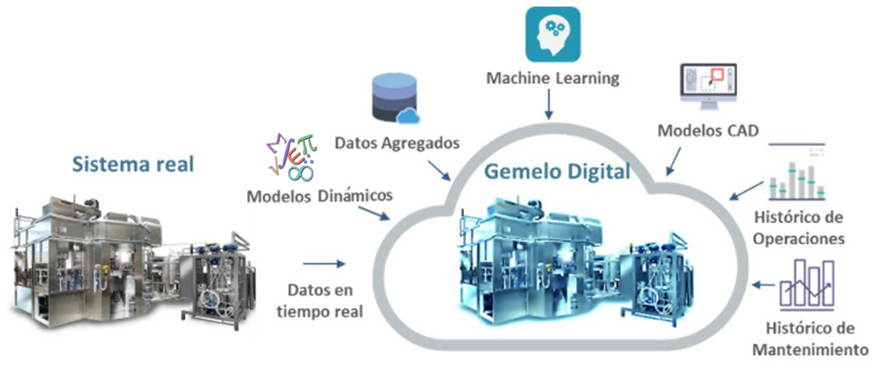 Machine Learning
Modelos CAD
Datos Agregados
Sistema real
Gemelo Digital
Modelos Dinámicos
Histórico de
Operaciones
Datos en
tiempo real
Histórico de
Mantenimiento